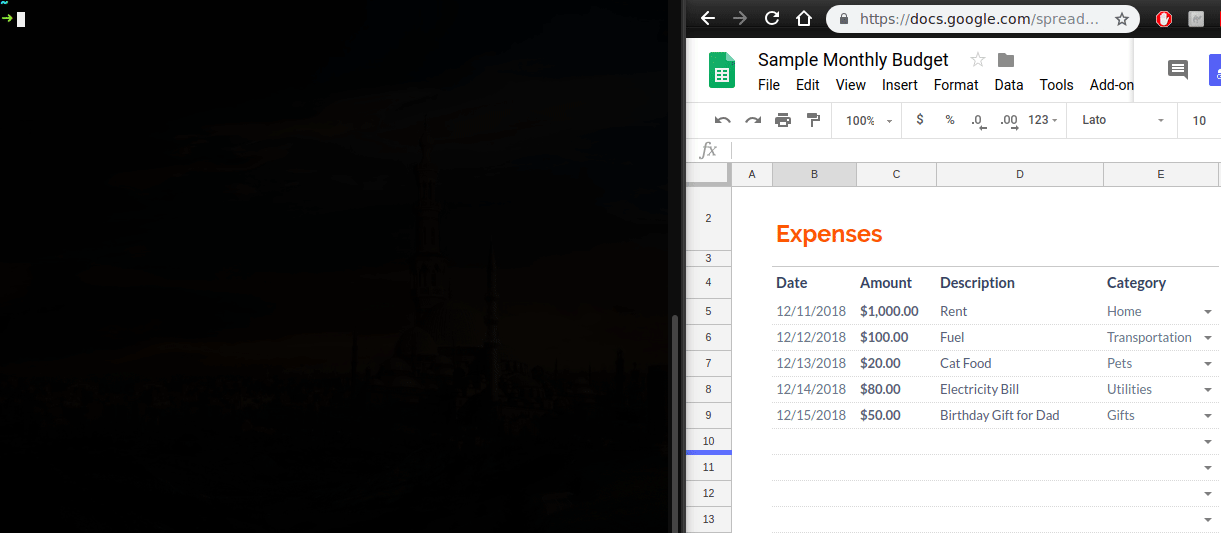 ~
➜
https://docs.google.com/spread...
Sample Monthly Budget
File Edit View Insert Format Data Tools Add-on
100% $ % .0 .00 123 Lato 10
fx
A B C D E
2 Expenses
3
4 Date Amount Description Category
5 12/11/2018 $1,000.00 Rent Home
6 12/12/2018 $100.00 Fuel Transportation
7 12/13/2018 $20.00 Cat Food Pets
8 12/14/2018 $80.00 Electricity Bill Utilities
9 12/15/2018 $50.00 Birthday Gift for Dad Gifts
10
11
12
13